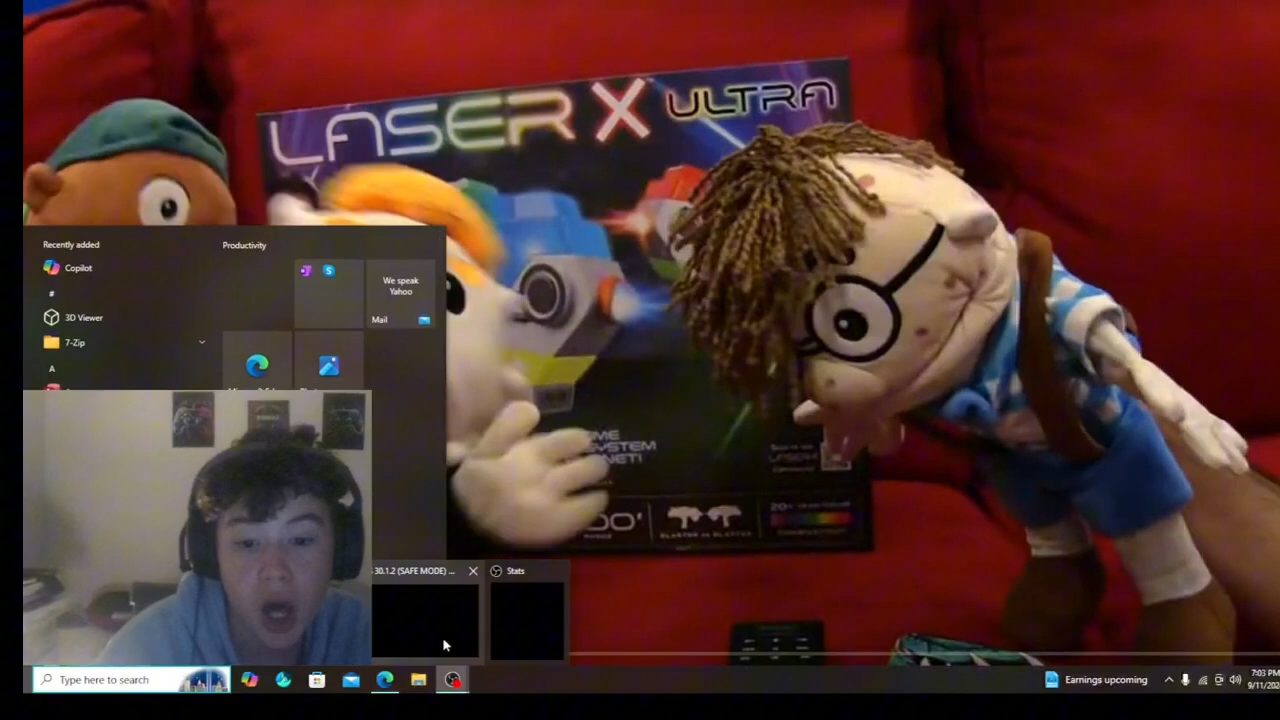 LASER X ULTRA
Recently added
Productivity
Copilot
#
3D Viewer
7-Zip
A
We speak
Yahoo
Mail
20+
30.1.2 (SAFE MODE) ...
Stats
Type here to search
Earnings upcoming
7:03 PM